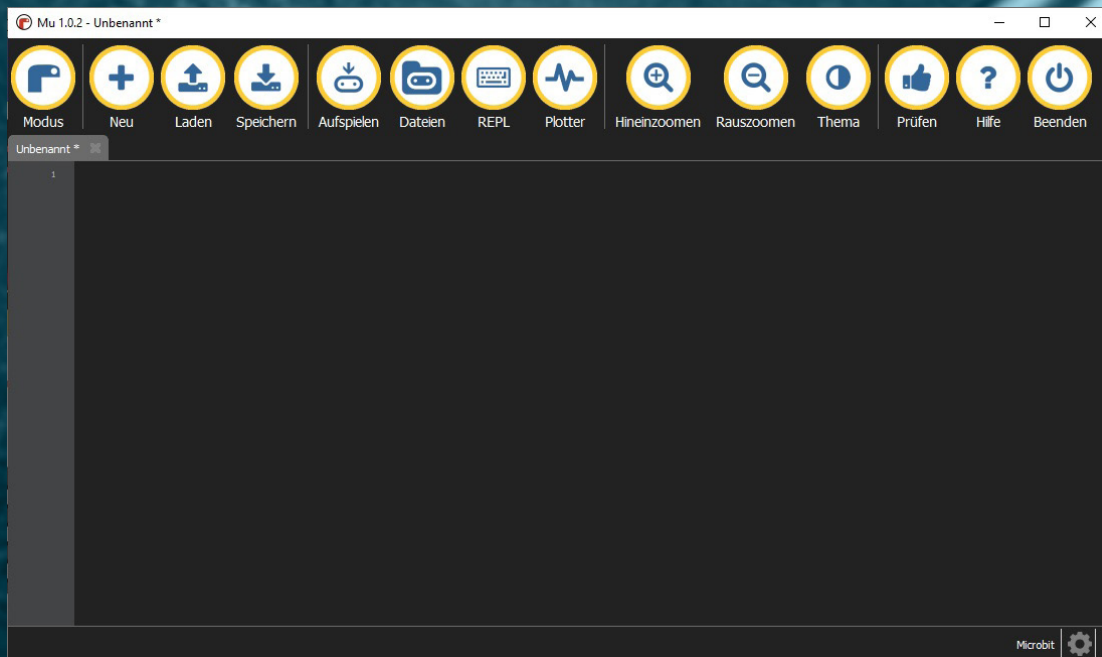 Mu 1.0.2 - Unbenannt *
Modus Neu Laden Speichern Aufspielen Dateien REPL Plotter Hineinzoomen Rauszoomen Thema Prüfen Hilfe Beenden
Unbenannt *
1
Microbit